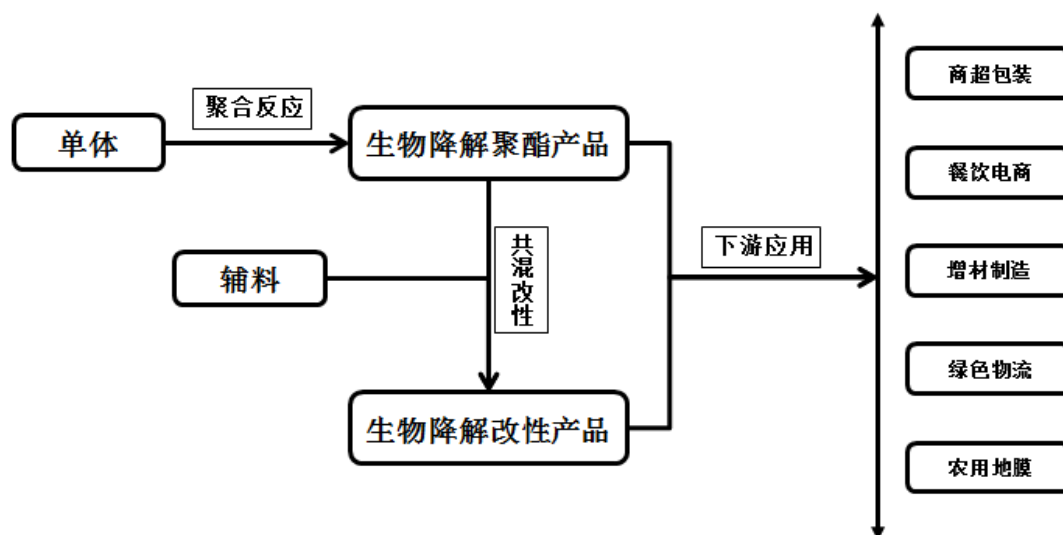 单体
聚合反应
生物降解聚酯产品
辅料
共混改性
生物降解改性产品
下游应用
商超包装
餐饮电商
增材制造
绿色物流
农用地膜